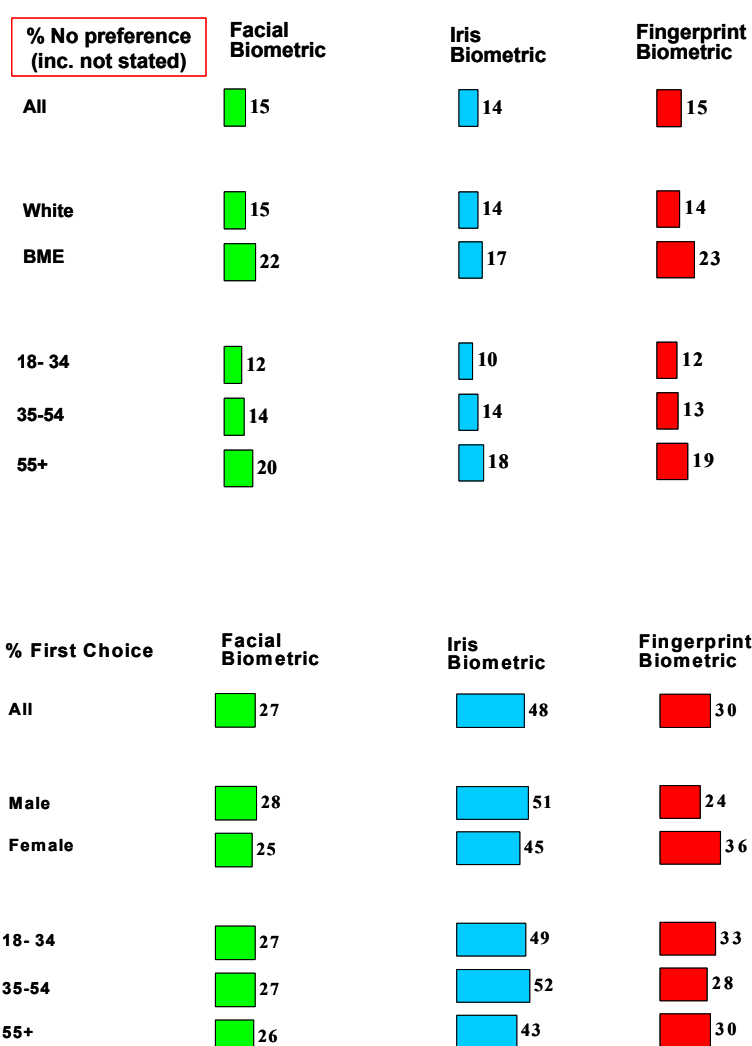 % No preference
(inc. not stated)
Facial
Biometric
Iris
Biometric
Fingerprint
Biometric
All 15 14 15
White 15 14 14
BME 22 17 23
18- 34 12 10 12
35-54 14 14 13
55+ 20 18 19
% First Choice
Facial
Biometric
Iris
Biometric
Fingerprint
Biometric
All 27 48 30
Male 28 51 24
Female 25 45 36
18- 34 27 49 33
35-54 27 52 28
55+ 26 43 30